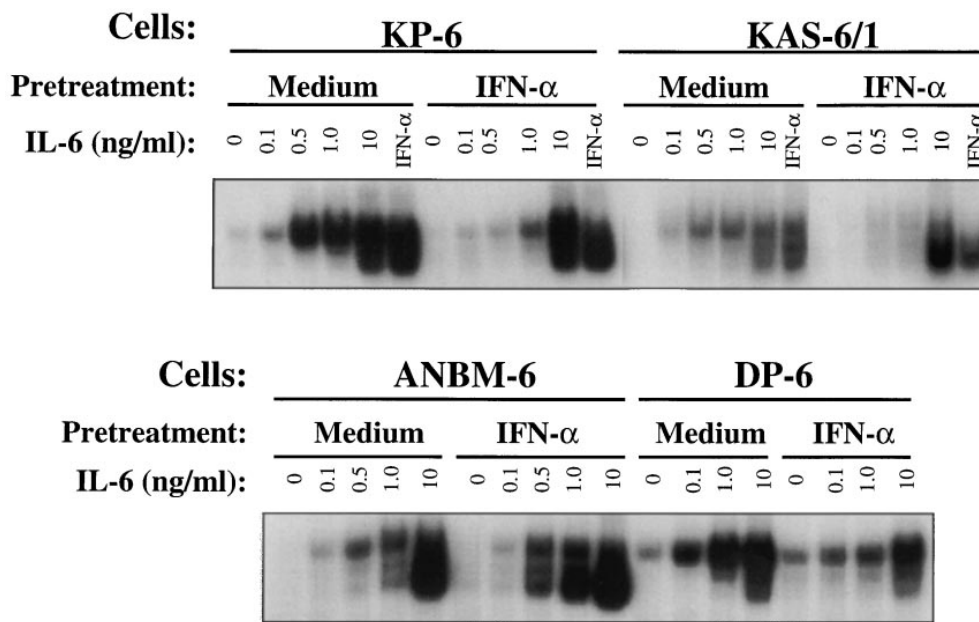 Cells: KP-6 KAS-6/1
Pretreatment: Medium IFN-α Medium IFN-α
IL-6 (ng/ml): 0 0.1 0.5 1.0 10 IFN-α 0 0.1 0.5 1.0 10 IFN-α 0 0.1 0.5 1.0 10 IFN-α 0 0.1 0.5 1.0 10 IFN-α
Cells: ANBM-6 DP-6
Pretreatment: Medium IFN-α Medium IFN-α
IL-6 (ng/ml): 0 0.1 0.5 1.0 10 0 0.1 0.5 1.0 10 0 0.1 1.0 10 0 0.1 1.0 10